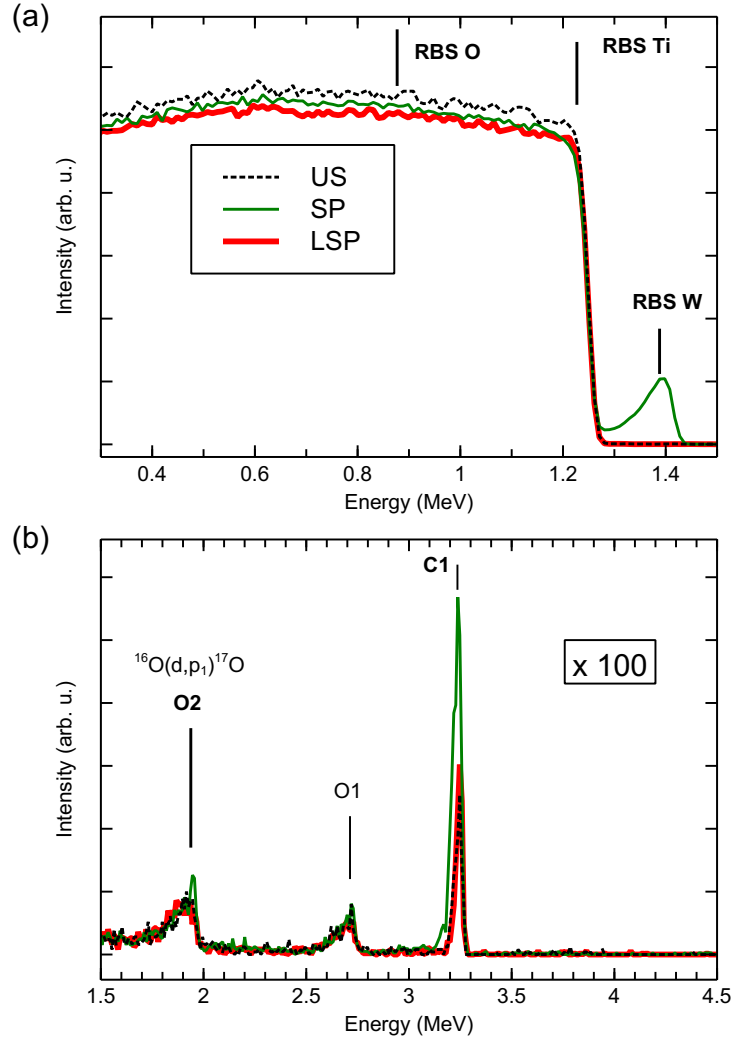 (a)
RBS O
RBS Ti
US
SP
LSP
RBS W
Intensity (arb. u.)
0.4 0.6 0.8 1 1.2 1.4
Energy (MeV)
(b)
C1
¹⁶O(d,p₁)¹⁷O
O2
x 100
O1
Intensity (arb. u.)
1.5 2 2.5 3 3.5 4 4.5
Energy (MeV)